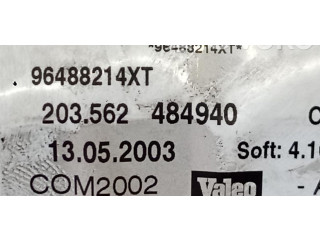 *96488214XT*
96488214XT
203.562 484940
13.05.2003 Soft: 4.1
COM2002 Valeo